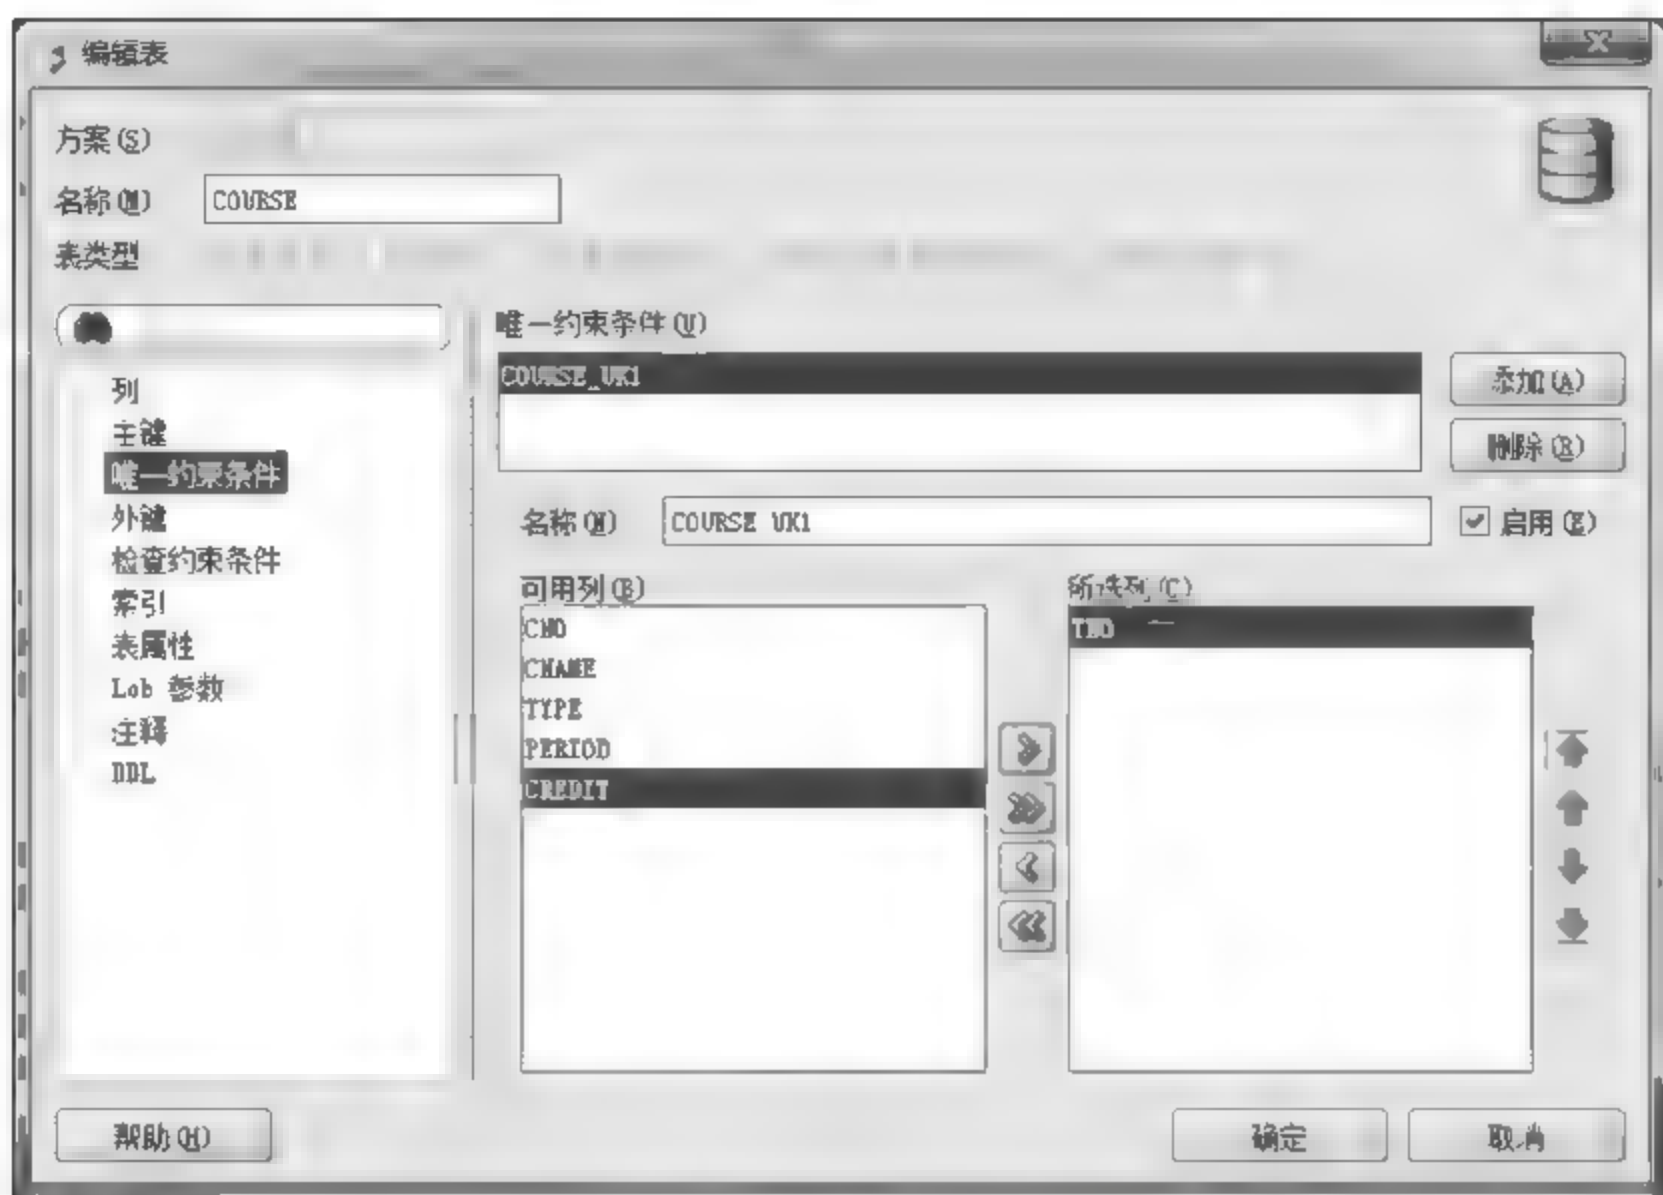 编辑表
方案(S)
名称(M) COURSE
表类型
列
主键
唯一约束条件
外键
检查约束条件
索引
表属性
Lob 参数
注释
DDL
唯一约束条件(U)
COURSE_UK1
添加(A)
删除(R)
名称(N) COURSE UK1 启用(E)
可用列(B)
CNO
CNAME
TYPE
PERIOD
CREDIT
所选列(C)
TNO
帮助(H) 确定 取消